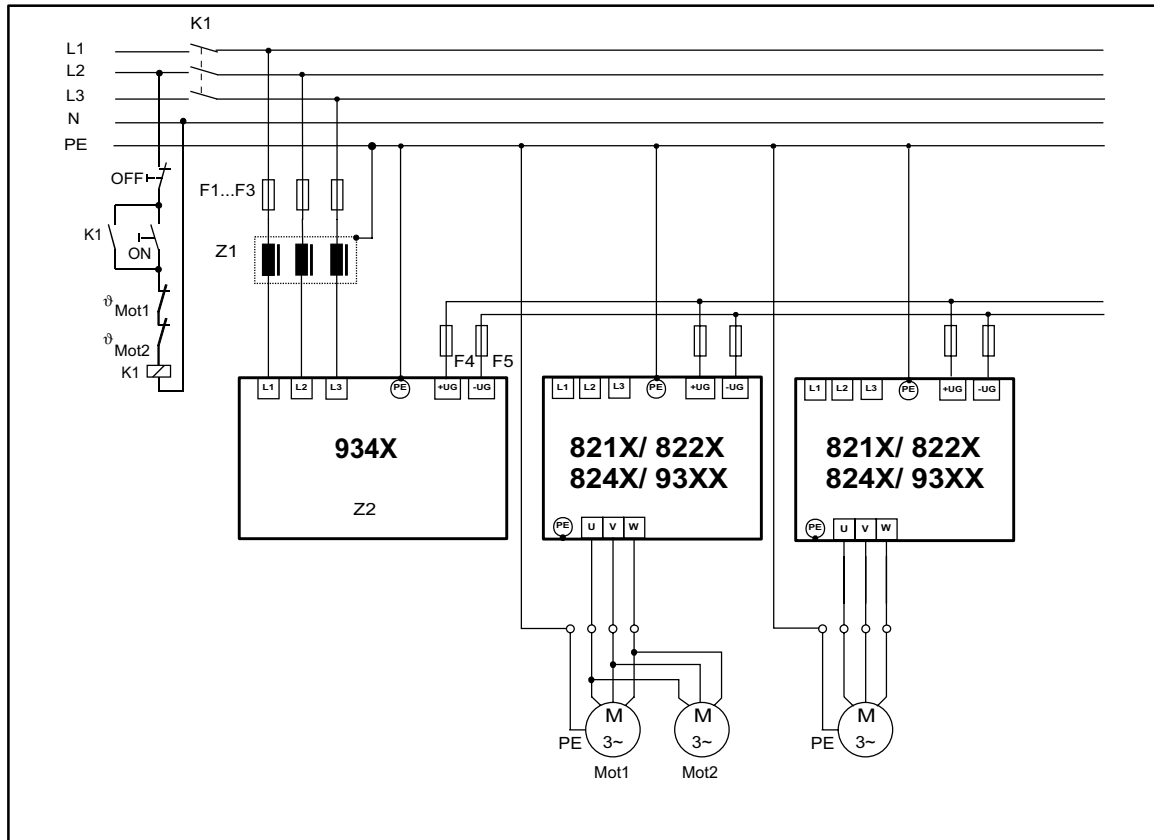 K1
L1
L2
L3
N
PE
OFF
F1...F3
K1
ON
Z1
ϑ Mot1
ϑ Mot2
K1
F4 F5
L1 L2 L3 PE +UG -UG
L1 L2 L3 PE +UG -UG
L1 L2 L3 PE +UG -UG
934X
Z2
821X/ 822X
824X/ 93XX
821X/ 822X
824X/ 93XX
PE U V W
PE U V W
PE
M
3~
Mot1
M
3~
Mot2
PE
M
3~